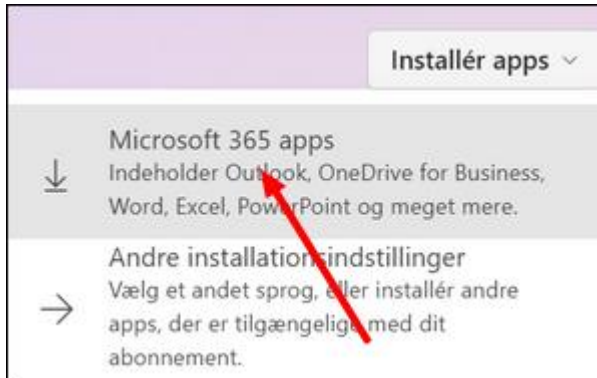 Installér apps
Microsoft 365 apps
Indeholder Outlook, OneDrive for Business,
Word, Excel, PowerPoint og meget mere.
Andre installationsindstillinger
Vælg et andet sprog, eller installér andre
apps, der er tilgængelige med dit
abonnement.